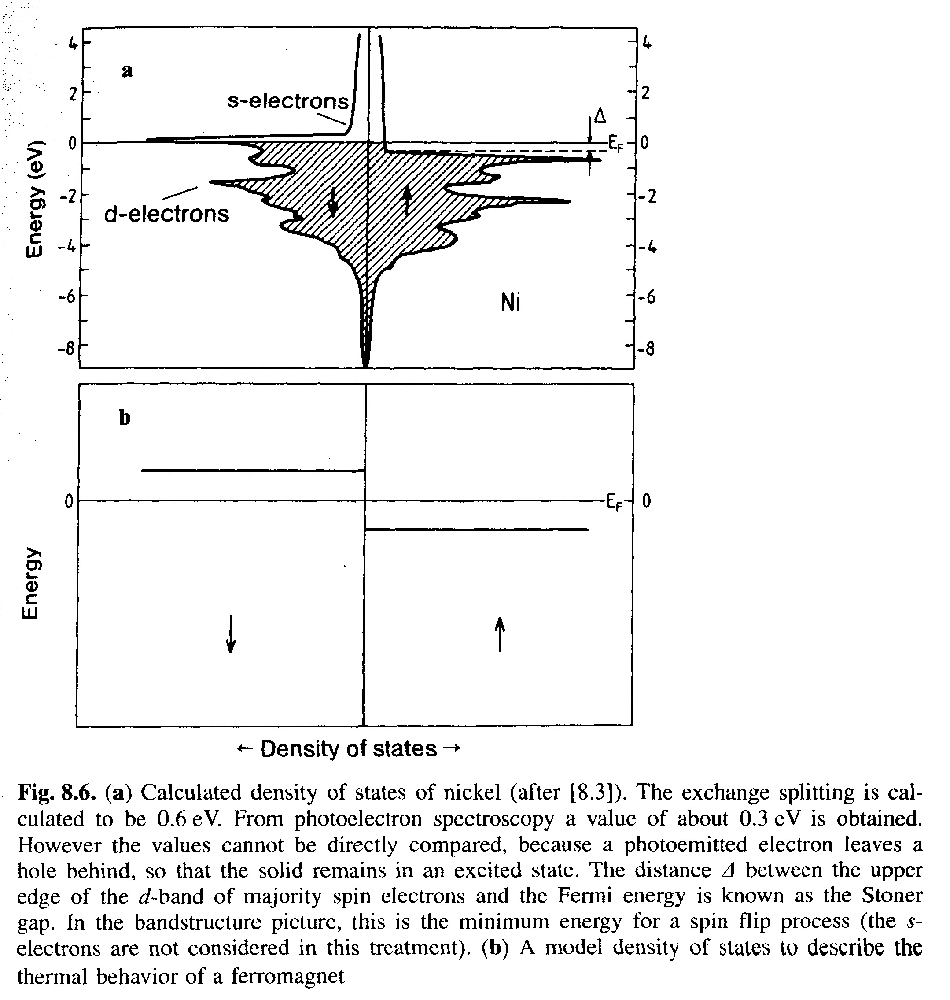 a
4
2
0
-2
-4
-6
-8
Energy (eV)
s-electrons
d-electrons
Δ
E_F
4
2
0
-2
-4
-6
-8
Ni
b
0
E_F
0
Energy
← Density of states →
Fig. 8.6. (a) Calculated density of states of nickel (after [8.3]). The exchange splitting is cal-
culated to be 0.6 eV. From photoelectron spectroscopy a value of about 0.3 eV is obtained.
However the values cannot be directly compared, because a photoemitted electron leaves a
hole behind, so that the solid remains in an excited state. The distance Δ between the upper
edge of the d-band of majority spin electrons and the Fermi energy is known as the Stoner
gap. In the bandstructure picture, this is the minimum energy for a spin flip process (the s-
electrons are not considered in this treatment). (b) A model density of states to describe the
thermal behavior of a ferromagnet